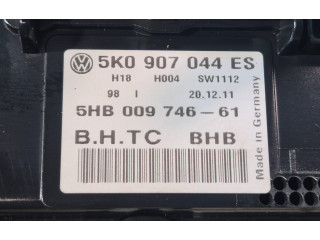 5K0 907 044 ES
H18 H004 SW1112
98 I 20.12.11
5HB 009 746-61
B.H.TC BHB
Made in Germany